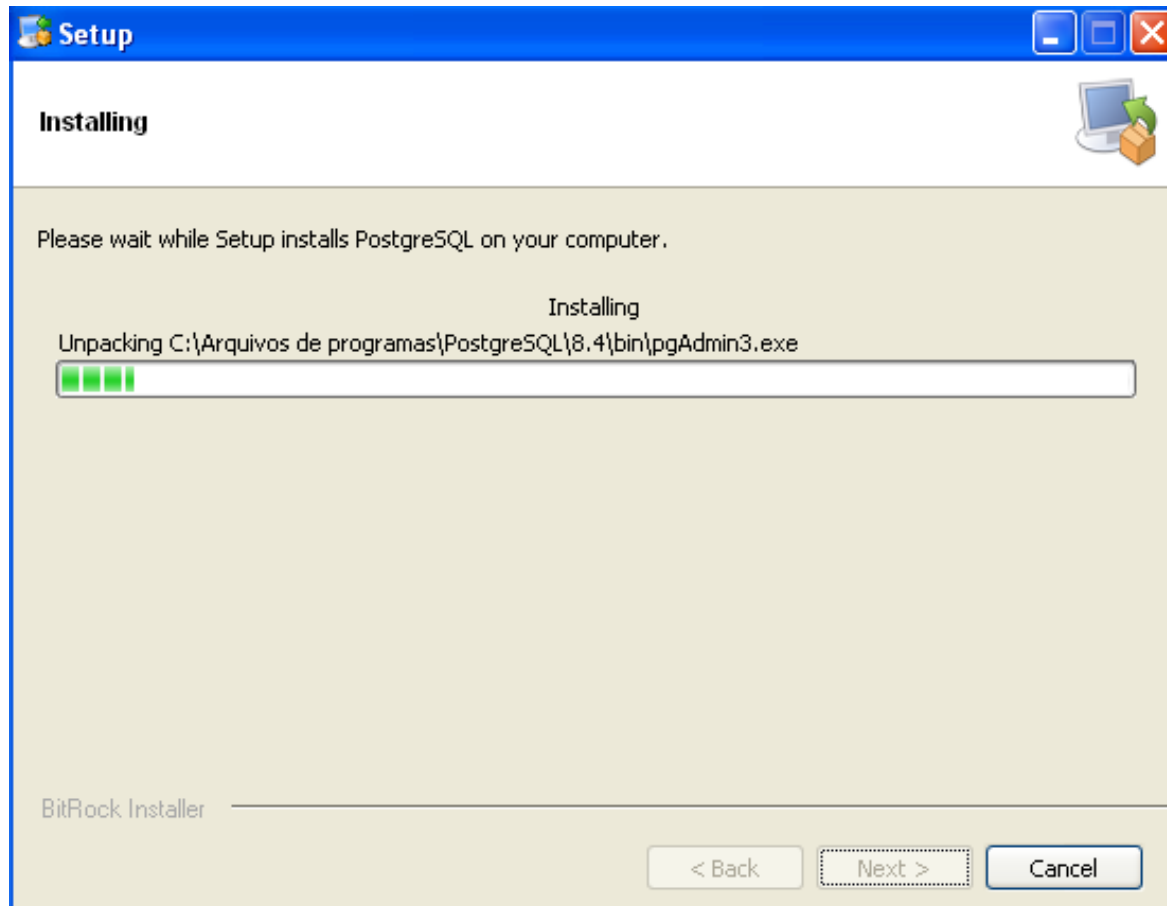 Setup
Installing
Please wait while Setup installs PostgreSQL on your computer.
Installing
Unpacking C:\Arquivos de programas\PostgreSQL\8.4\bin\pgAdmin3.exe
BitRock Installer
< Back
Next >
Cancel